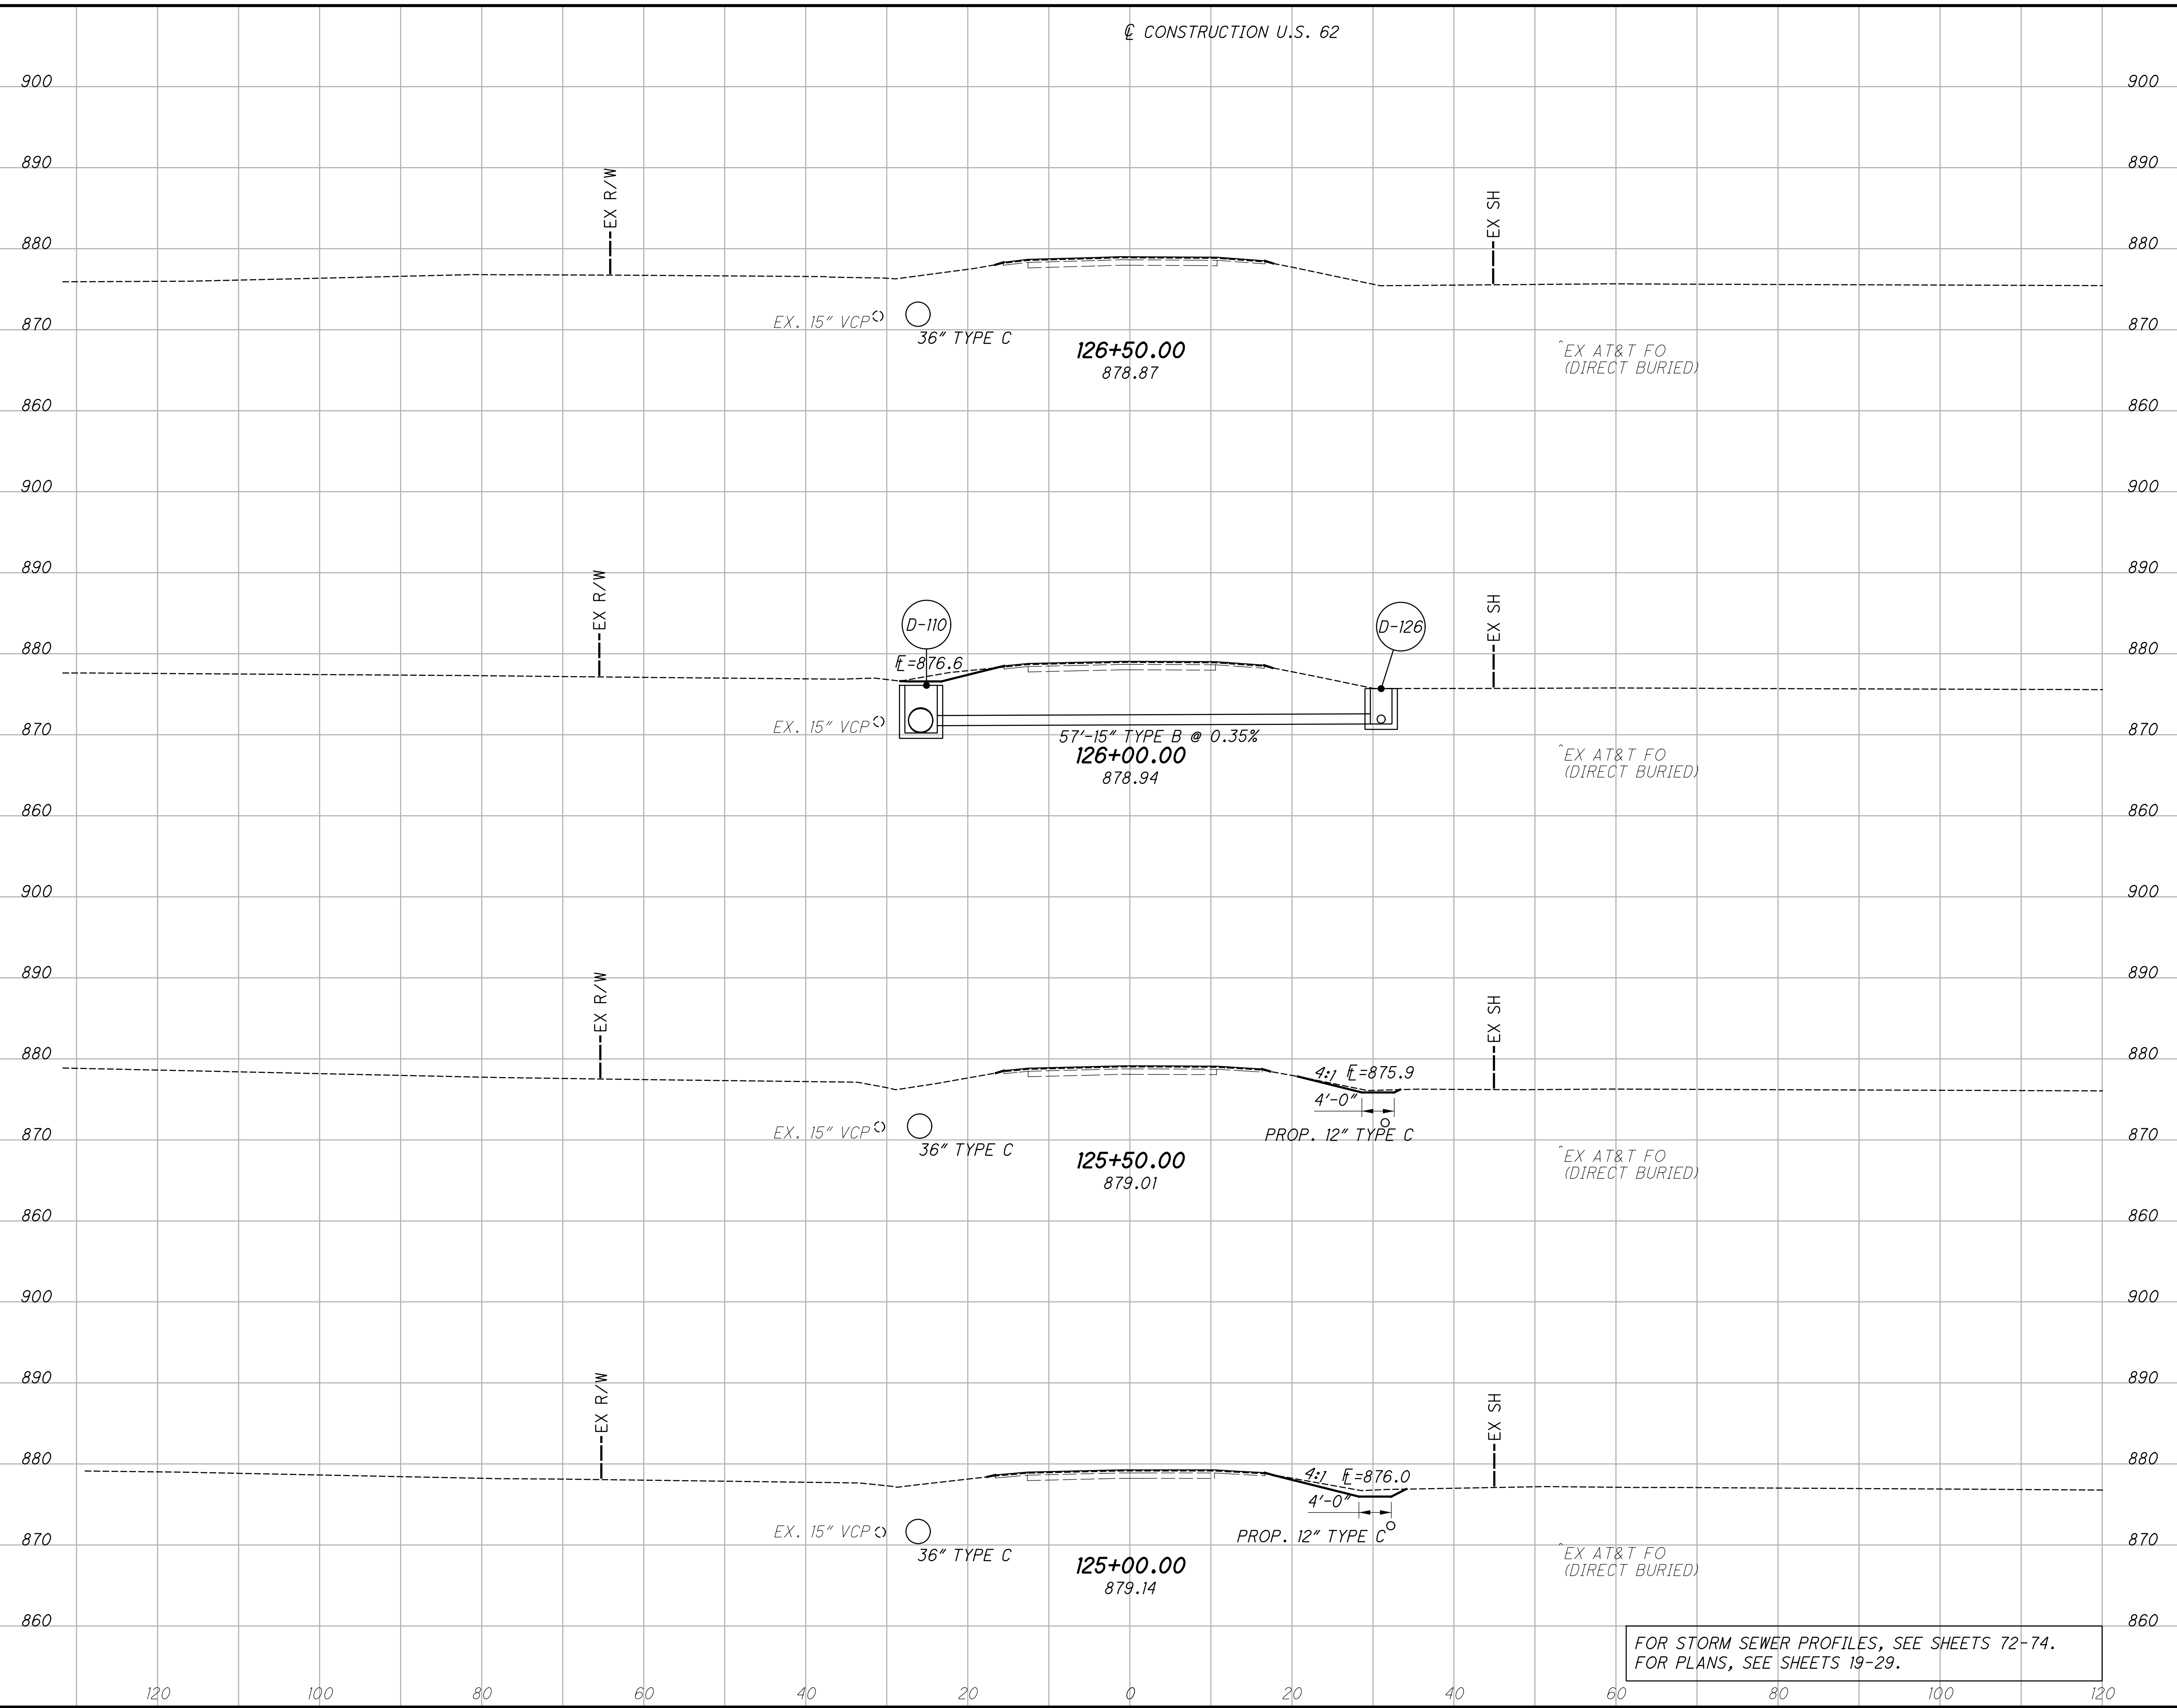 ℄ CONSTRUCTION U.S. 62
900 900
890 890
EX R/W
EX SH
880 880
EX. 15" VCP
36" TYPE C
870 870
126+50.00
878.87
^EX AT&T FO
(DIRECT BURIED)
860 860
900 900
890 890
EX R/W
EX SH
D-110
D-126
880 880
FL=876.6
EX. 15" VCP
870 870
57'-15" TYPE B @ 0.35%
126+00.00
878.94
^EX AT&T FO
(DIRECT BURIED)
860 860
900 900
890 890
EX R/W
EX SH
880 880
4:1 FL=875.9
4'-0"
EX. 15" VCP
36" TYPE C
PROP. 12" TYPE C
870 870
125+50.00
879.01
^EX AT&T FO
(DIRECT BURIED)
860 860
900 900
890 890
EX R/W
EX SH
880 880
4:1 FL=876.0
4'-0"
EX. 15" VCP
36" TYPE C
PROP. 12" TYPE C
870 870
125+00.00
879.14
^EX AT&T FO
(DIRECT BURIED)
860 860
FOR STORM SEWER PROFILES, SEE SHEETS 72-74.
FOR PLANS, SEE SHEETS 19-29.
120 100 80 60 40 20 0 20 40 60 80 100 120